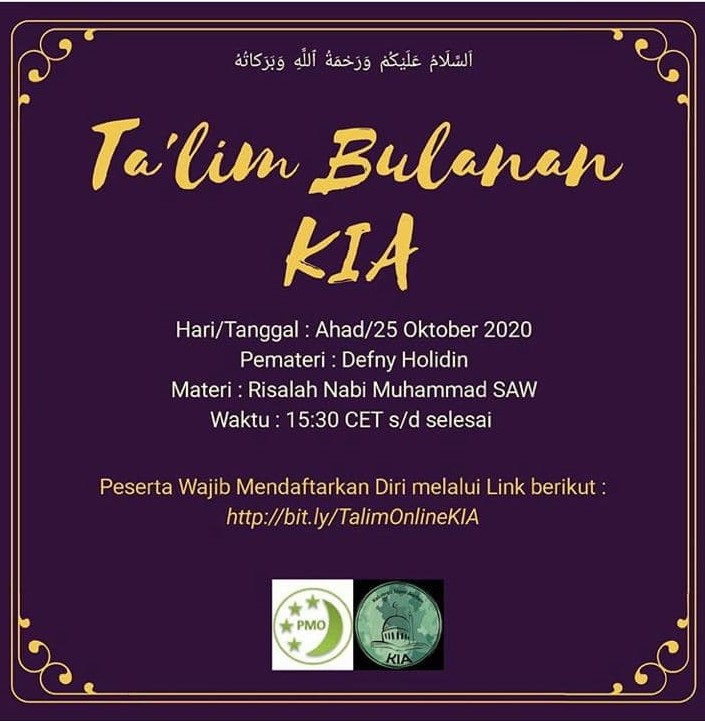 اَلسَّلَامُ عَلَيْكُمْ وَرَحْمَةُ ٱللَّهِ وَبَرَكَاتُهُ
Ta'lim Bulanan
KIA
Hari/Tanggal : Ahad/25 Oktober 2020
Pemateri : Defny Holidin
Materi : Risalah Nabi Muhammad SAW
Waktu : 15:30 CET s/d selesai
Peserta Wajib Mendaftarkan Diri melalui Link berikut :
http://bit.ly/TalimOnlineKIA
PMO
KIA